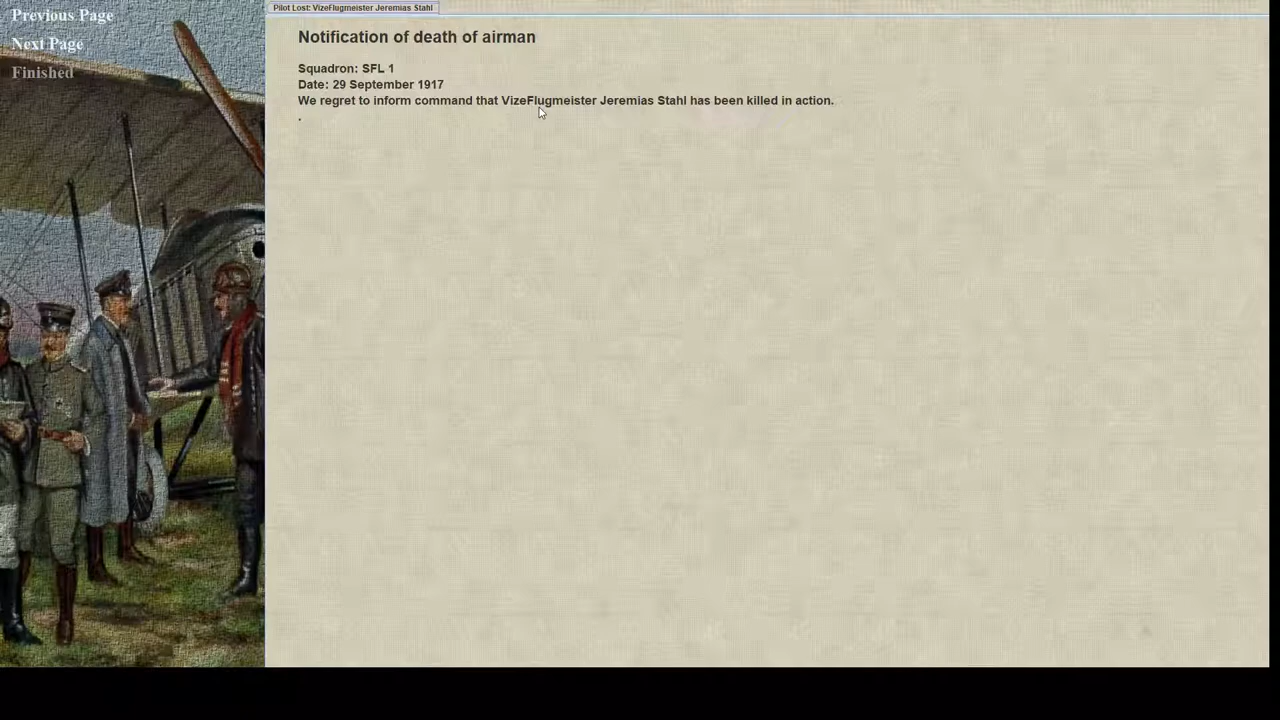 Previous Page
Next Page
Finished
Pilot Lost: VizeFlugmeister Jeremias Stahl
Notification of death of airman
Squadron: SFL 1
Date: 29 September 1917
We regret to inform command that VizeFlugmeister Jeremias Stahl has been killed in action.
.